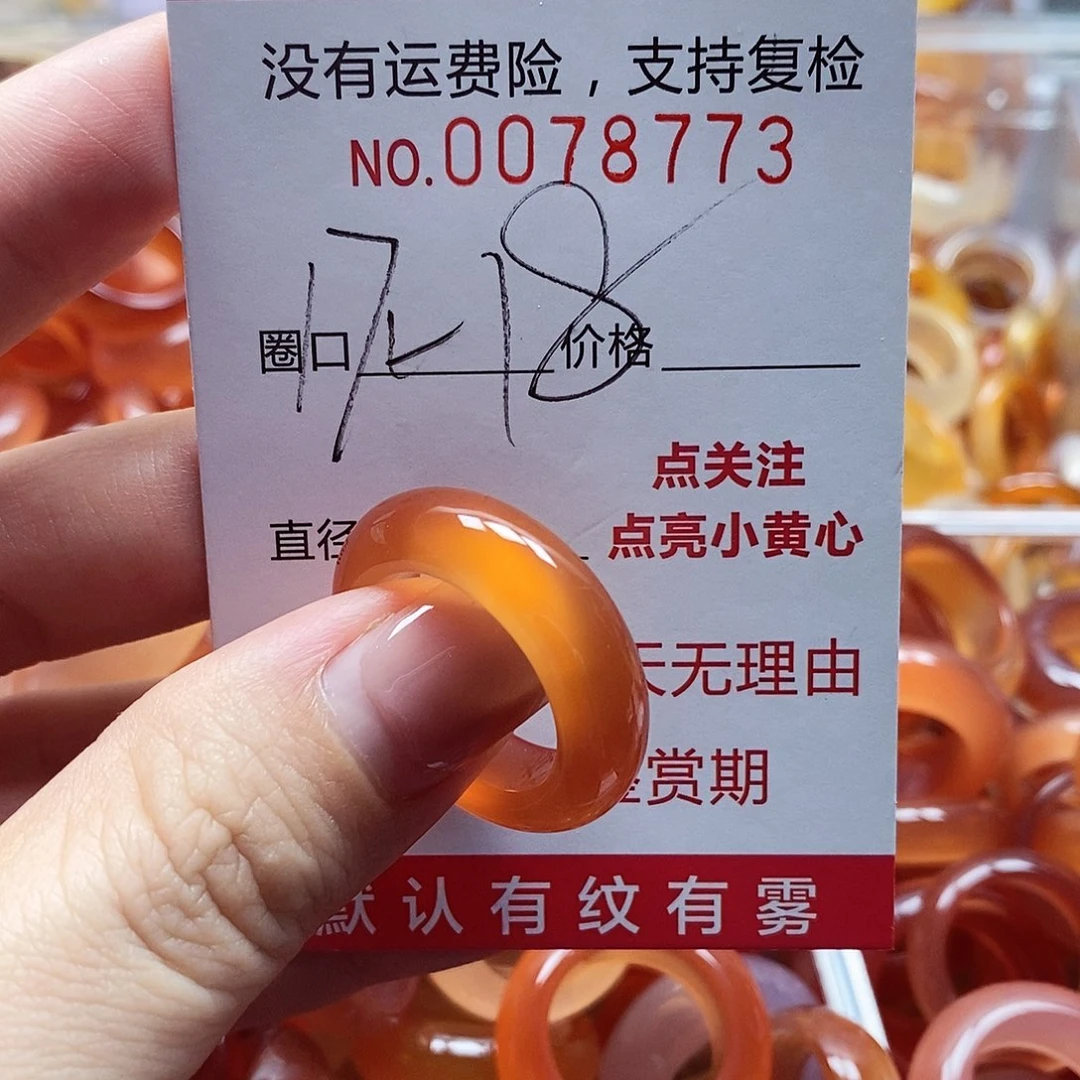 没有运费险，支持复检
NO.0078773
17-18
圈口 价格
点关注
直径 点亮小黄心
天无理由
鉴赏期
默认有纹有雾